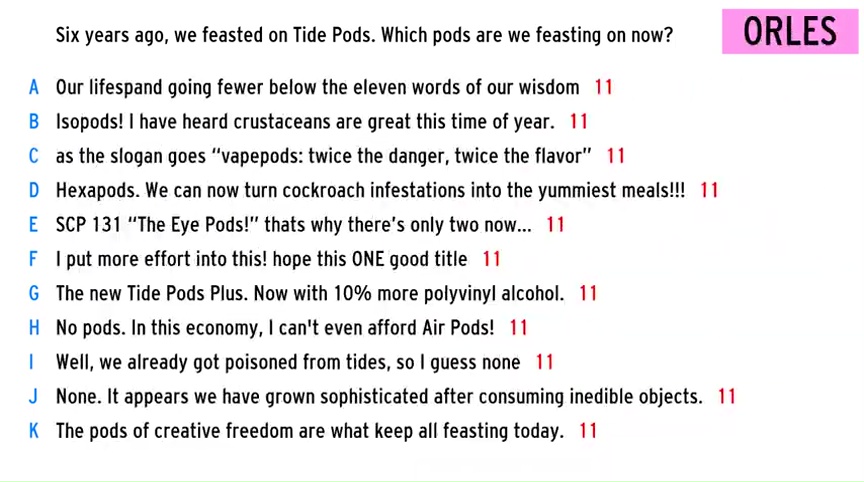 Six years ago, we feasted on Tide Pods. Which pods are we feasting on now?
ORLES
A Our lifespand going fewer below the eleven words of our wisdom 11
B Isopods! I have heard crustaceans are great this time of year. 11
C as the slogan goes “vapepods: twice the danger, twice the flavor” 11
D Hexapods. We can now turn cockroach infestations into the yummiest meals!!! 11
E SCP 131 “The Eye Pods!” thats why there's only two now... 11
F I put more effort into this! hope this ONE good title 11
G The new Tide Pods Plus. Now with 10% more polyvinyl alcohol. 11
H No pods. In this economy, I can't even afford Air Pods! 11
I Well, we already got poisoned from tides, so I guess none 11
J None. It appears we have grown sophisticated after consuming inedible objects. 11
K The pods of creative freedom are what keep all feasting today. 11